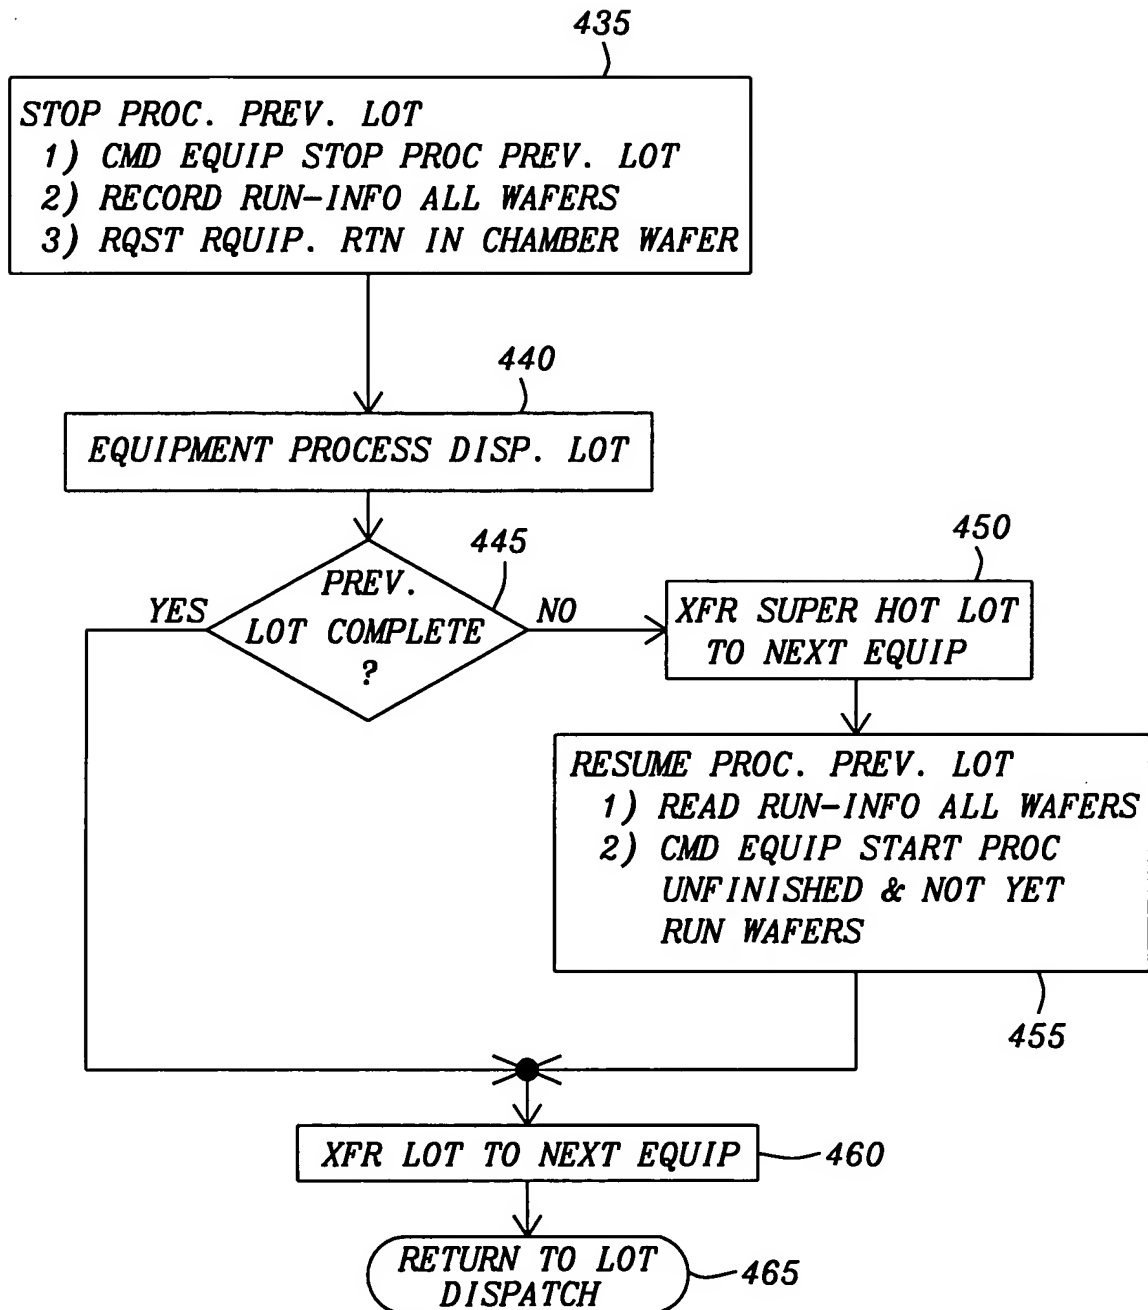 435
STOP PROC. PREV. LOT
1) CMD EQUIP STOP PROC PREV. LOT
2) RECORD RUN-INFO ALL WAFERS
3) RQST RQUIP. RTN IN CHAMBER WAFER
440
EQUIPMENT PROCESS DISP. LOT
445
PREV.
LOT COMPLETE
?
YES
NO
450
XFR SUPER HOT LOT
TO NEXT EQUIP
RESUME PROC. PREV. LOT
1) READ RUN-INFO ALL WAFERS
2) CMD EQUIP START PROC
UNFINISHED & NOT YET
RUN WAFERS
455
XFR LOT TO NEXT EQUIP
460
RETURN TO LOT
DISPATCH
465